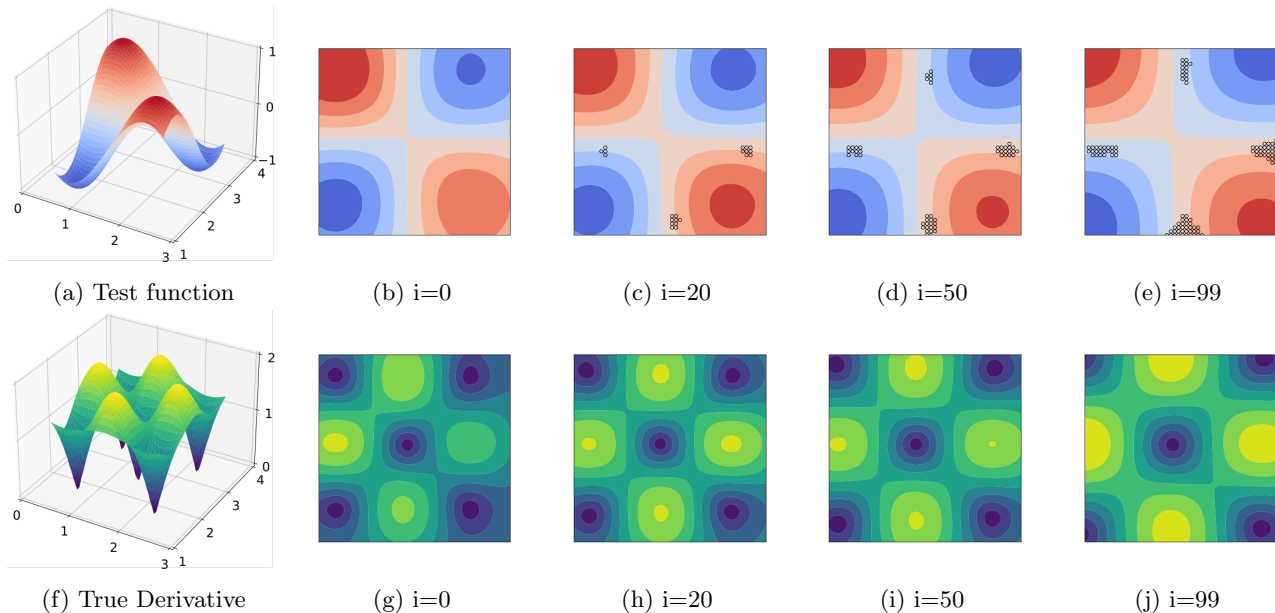 1
0
−1
0
1
2
3
1
2
3
4
(a) Test function
(b) i=0
(c) i=20
(d) i=50
(e) i=99
2
1
0
0
1
2
3
1
2
3
4
(f) True Derivative
(g) i=0
(h) i=20
(i) i=50
(j) i=99